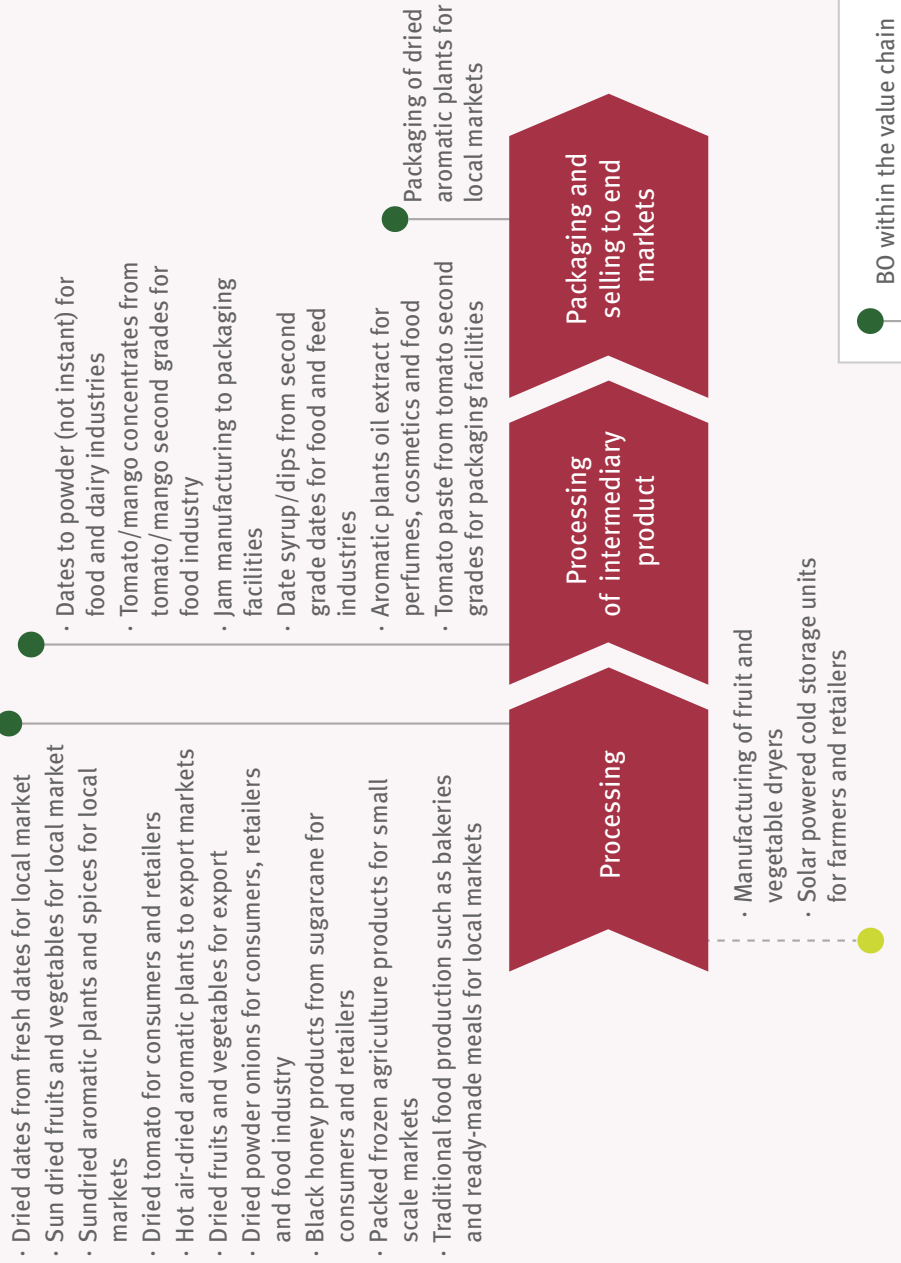 · Dried dates from fresh dates for local market
· Sun dried fruits and vegetables for local market
· Sundried aromatic plants and spices for local
markets
· Dried tomato for consumers and retailers
· Hot air-dried aromatic plants to export markets
· Dried fruits and vegetables for export
· Dried powder onions for consumers, retailers
and food industry
· Black honey products from sugarcane for
consumers and retailers
· Packed frozen agriculture products for small
scale markets
· Traditional food production such as bakeries
and ready-made meals for local markets
· Dates to powder (not instant) for
food and dairy industries
· Tomato/mango concentrates from
tomato/mango second grades for
food industry
· Jam manufacturing to packaging
facilities
· Date syrup/dips from second
grade dates for food and feed
industries
· Aromatic plants oil extract for
perfumes, cosmetics and food
· Tomato paste from tomato second
grades for packaging facilities
Packaging of dried
aromatic plants for
local markets
Processing
Processing
of intermediary
product
Packaging and
selling to end
markets
· Manufacturing of fruit and
vegetable dryers
· Solar powered cold storage units
for farmers and retailers
BO within the value chain